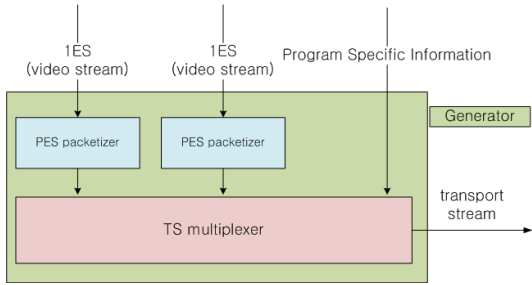 1ES
(video stream)
1ES
(video stream)
Program Specific Information
Generator
PES packetizer
PES packetizer
transport
stream
TS multiplexer